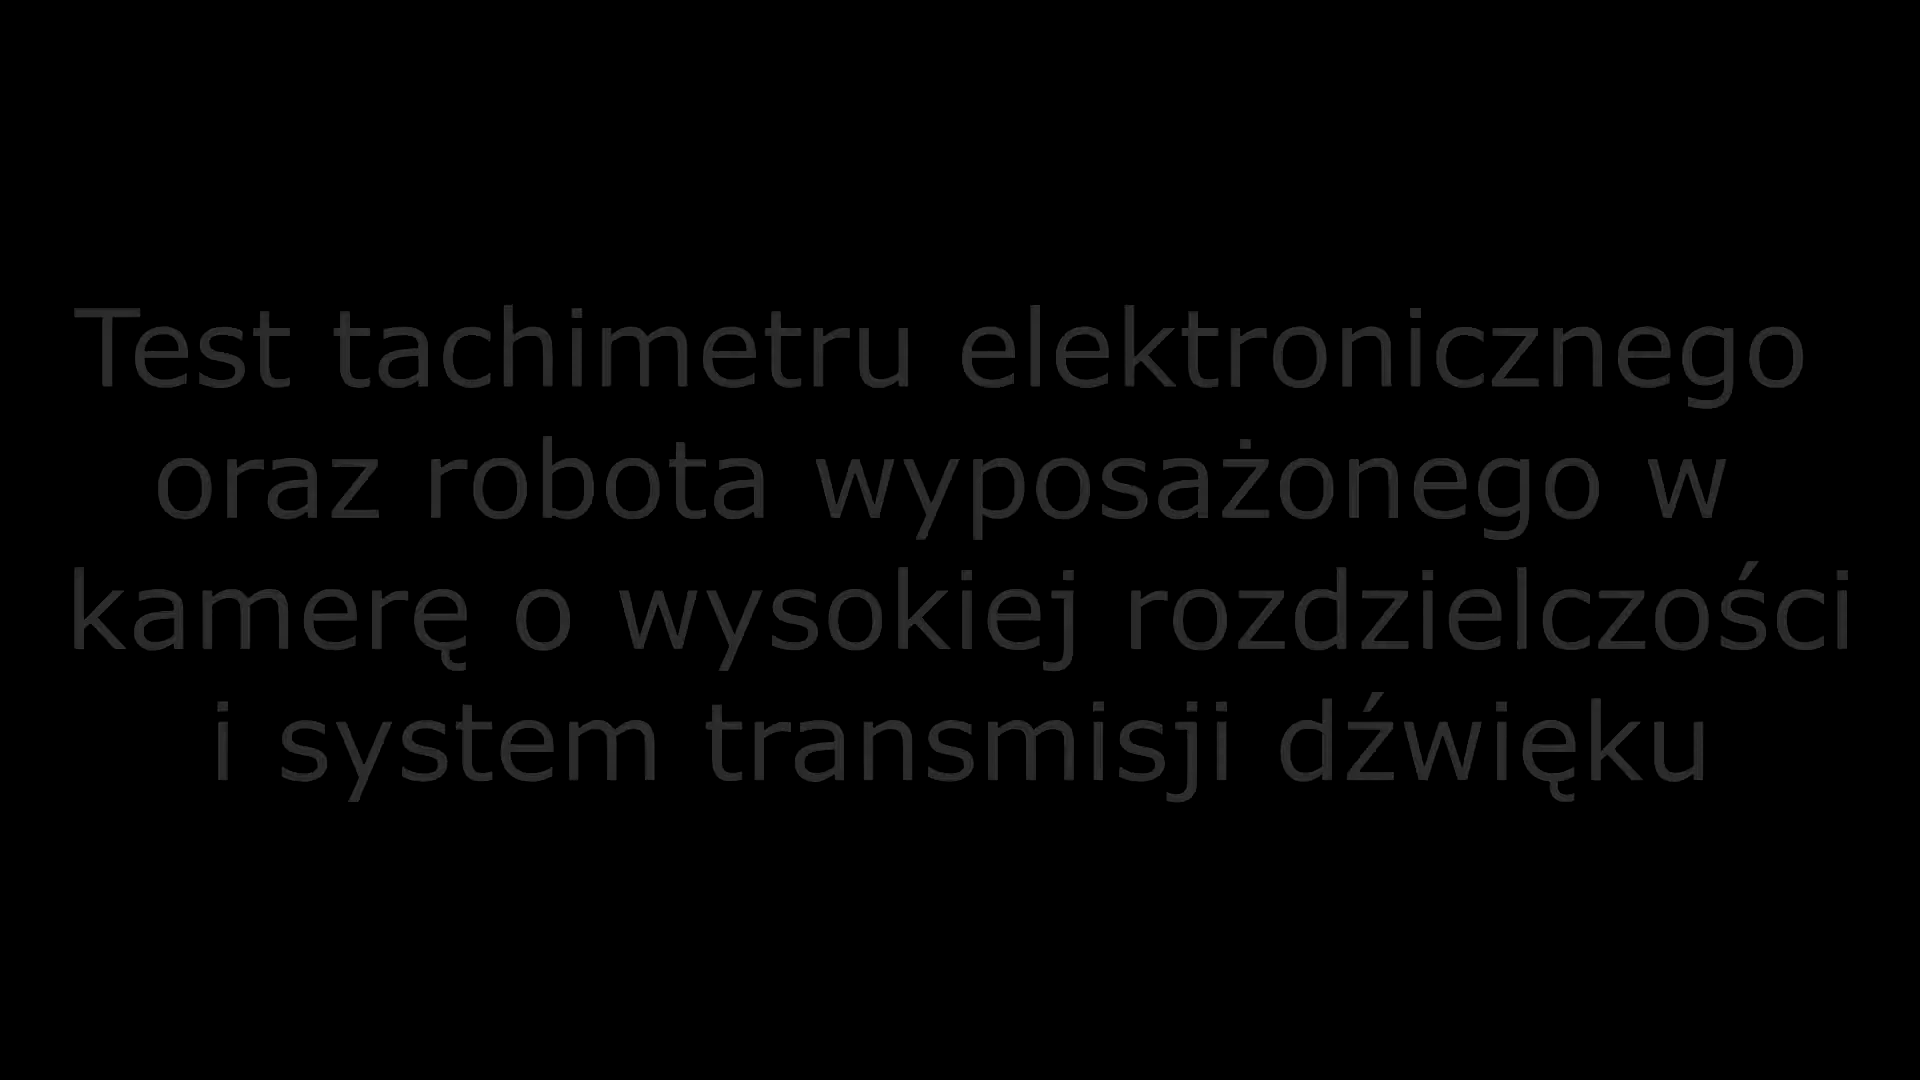 Test tachimetru elektronicznego
oraz robota wyposażonego w
kamerę o wysokiej rozdzielczości
i system transmisji dźwięku